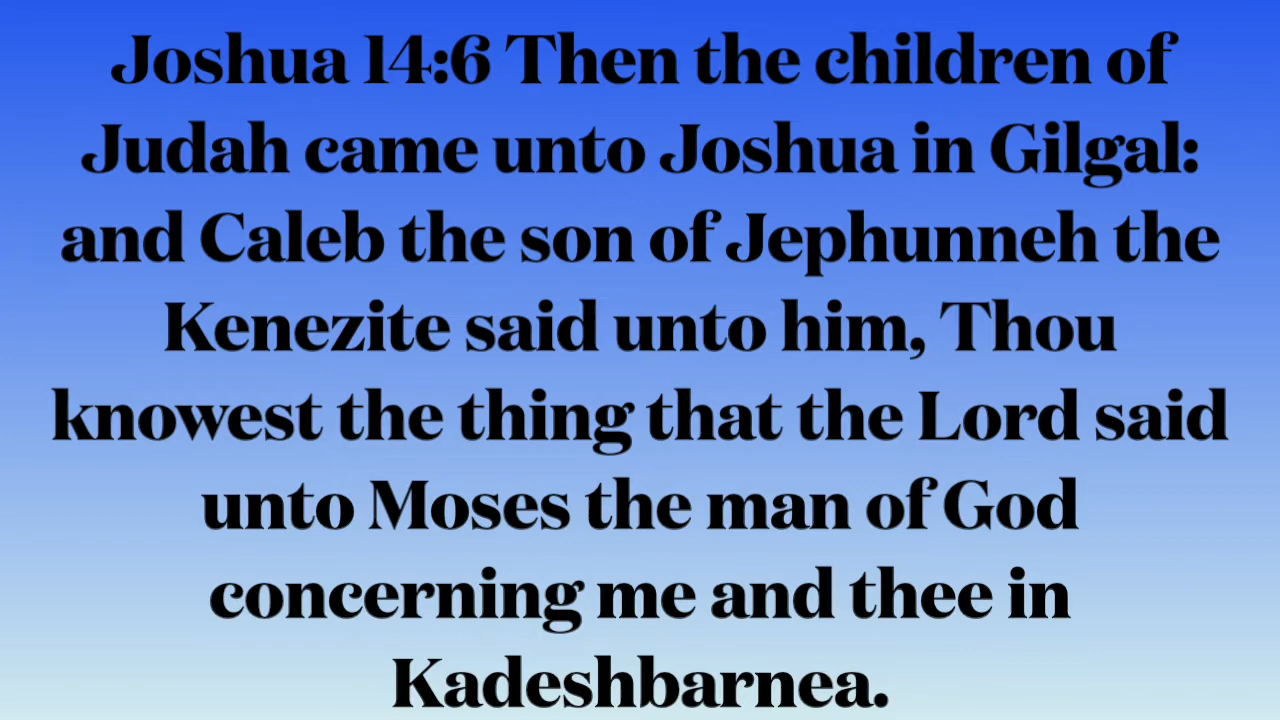 Joshua 14:6 Then the children of
Judah came unto Joshua in Gilgal:
and Caleb the son of Jephunneh the
Kenezite said unto him, Thou
knowest the thing that the Lord said
unto Moses the man of God
concerning me and thee in
Kadeshbarnea.